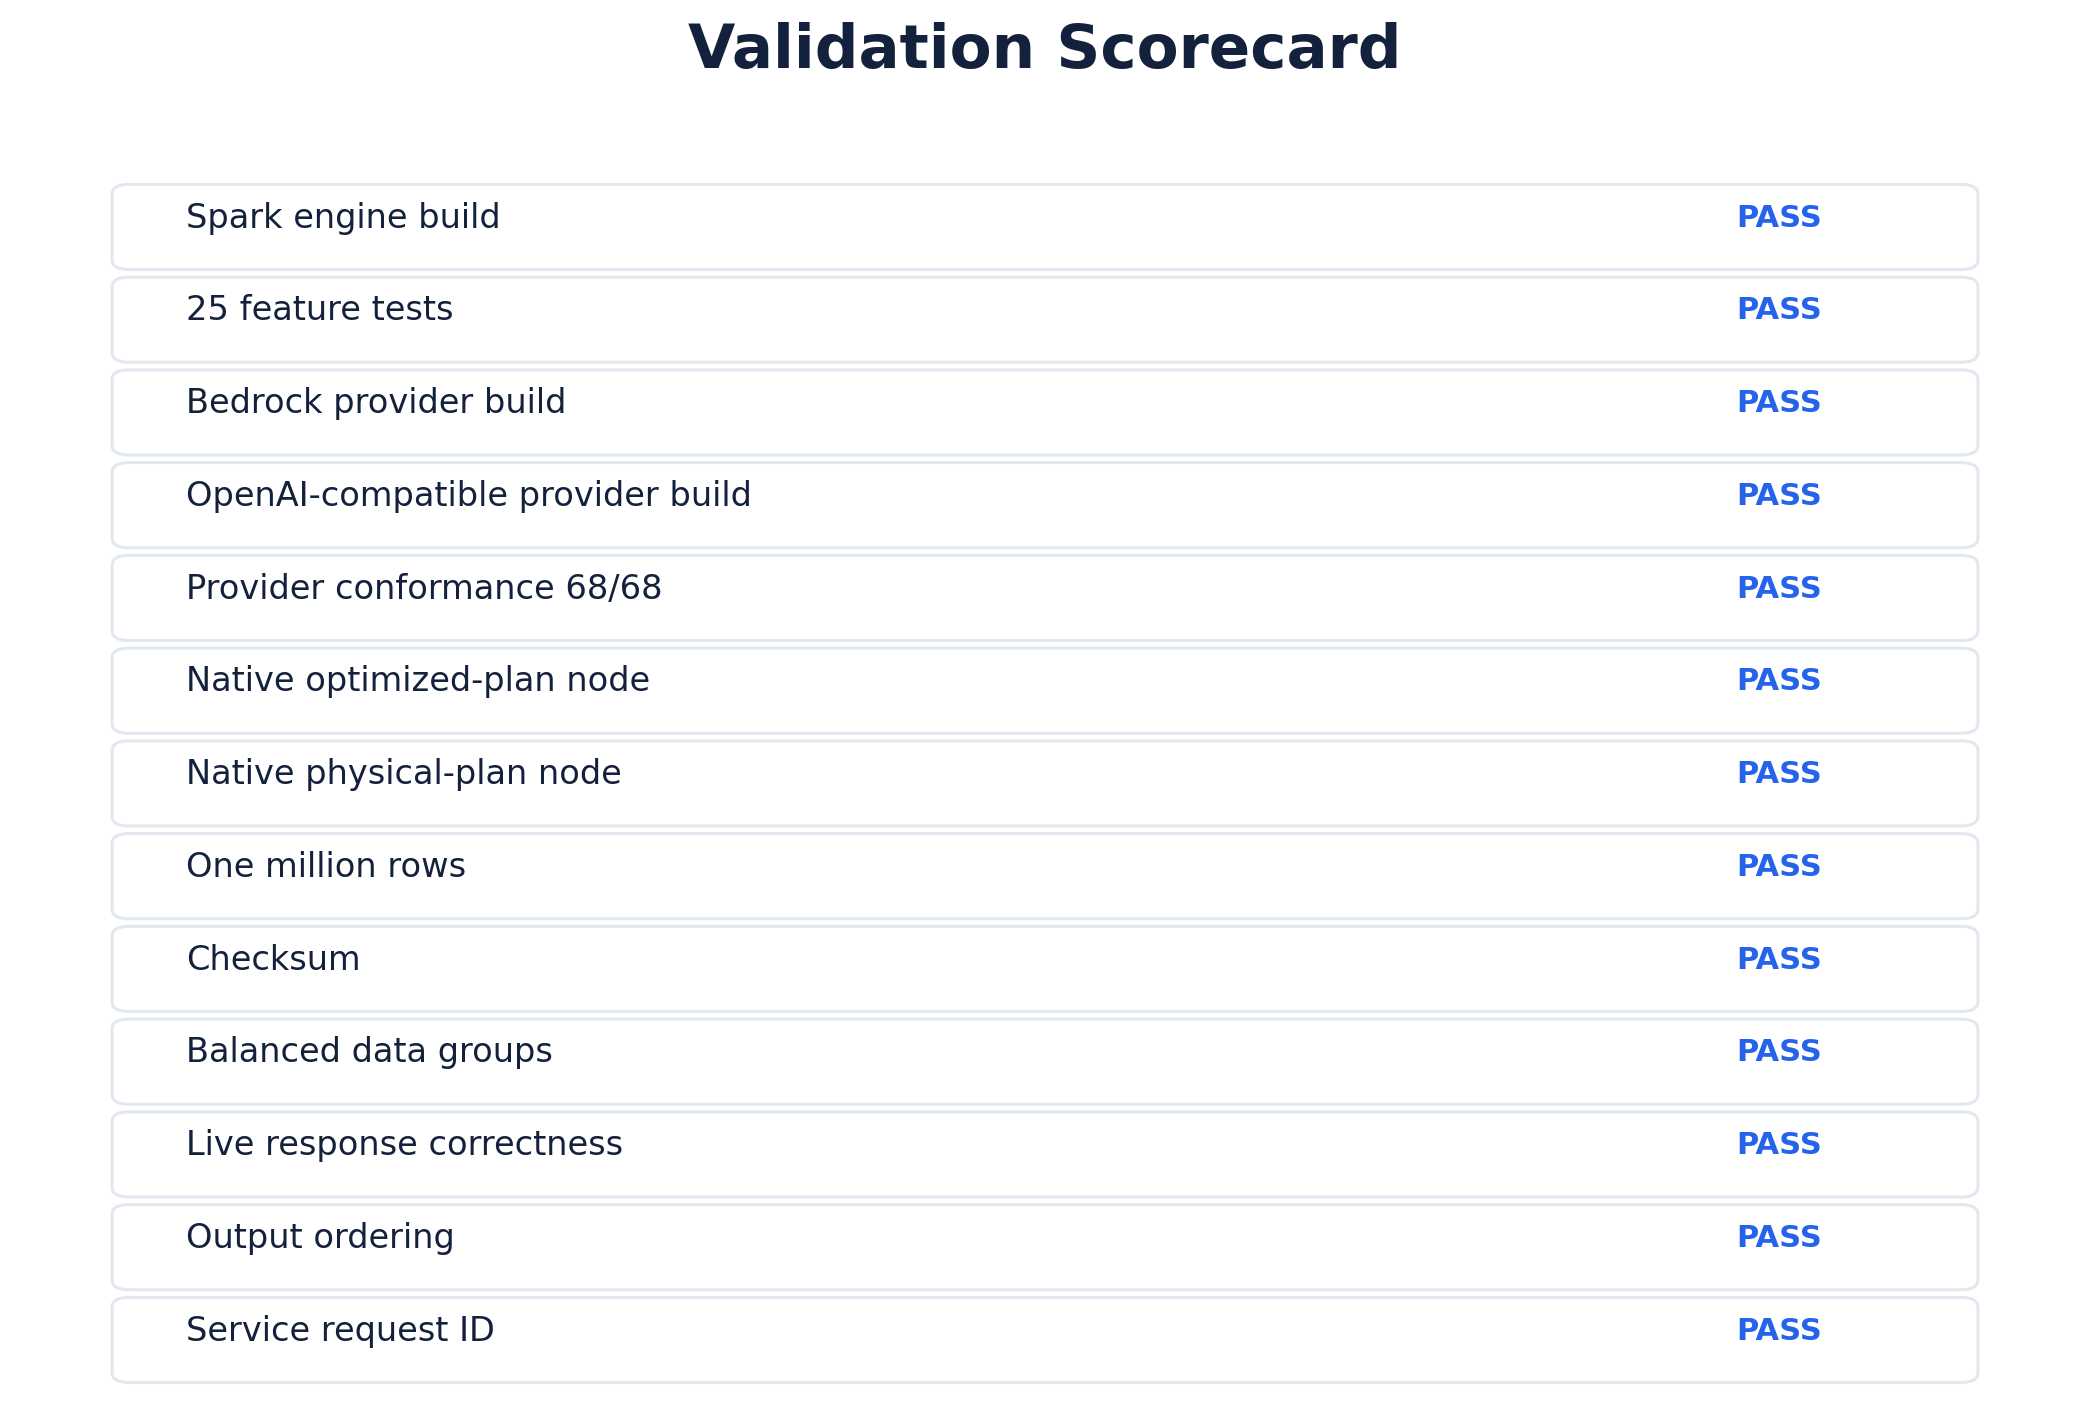 Validation Scorecard
Spark engine build PASS
25 feature tests PASS
Bedrock provider build PASS
OpenAI-compatible provider build PASS
Provider conformance 68/68 PASS
Native optimized-plan node PASS
Native physical-plan node PASS
One million rows PASS
Checksum PASS
Balanced data groups PASS
Live response correctness PASS
Output ordering PASS
Service request ID PASS